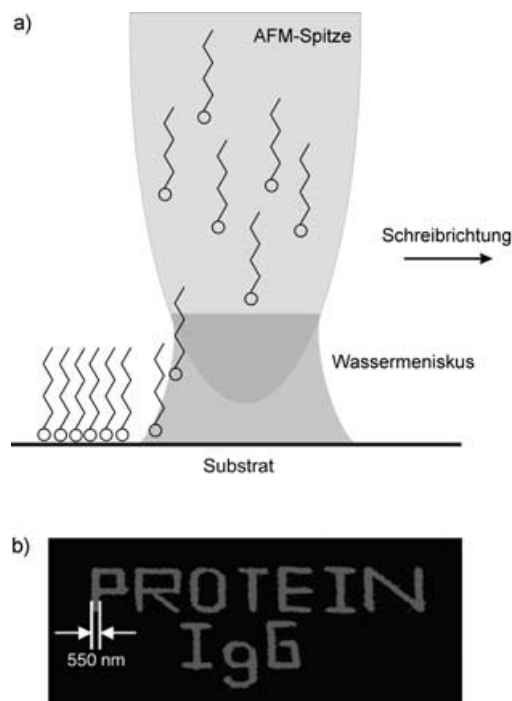 a)
AFM-Spitze
Schreibrichtung
Wassermeniskus
Substrat
b)
PROTEIN
IgG
550 nm